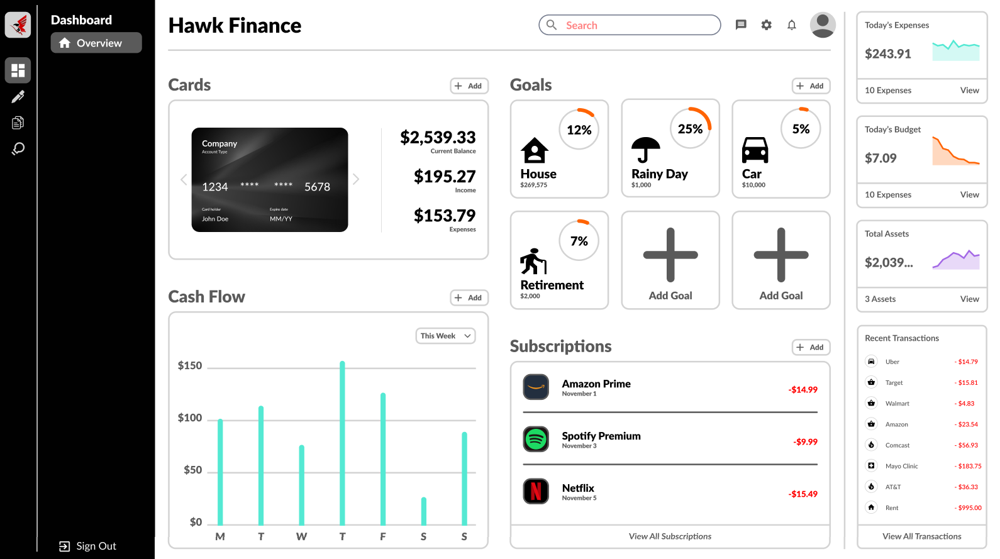 Dashboard
Overview
Sign Out
Hawk Finance
Search
Cards
+ Add
Company
Account Type
1234 **** **** 5678
Card holder
Expire date
John Doe
MM/YY
$2,539.33
Current Balance
$195.27
Income
$153.79
Expenses
Cash Flow
+ Add
This Week
$150
$100
$50
$0
M T W T F S S
Goals
+ Add
12%
House
$269,575
25%
Rainy Day
$1,000
5%
Car
$10,000
7%
Retirement
$2,000
Add Goal
Add Goal
Subscriptions
+ Add
Amazon Prime
November 1
-$14.99
Spotify Premium
November 3
-$9.99
Netflix
November 5
-$15.49
View All Subscriptions
Today's Expenses
$243.91
10 Expenses View
Today's Budget
$7.09
10 Expenses View
Total Assets
$2,039...
3 Assets View
Recent Transactions
Uber - $14.79
Target - $15.81
Walmart - $4.83
Amazon - $23.54
Comcast - $56.93
Mayo Clinic - $183.75
AT&T - $36.33
Rent - $995.00
View All Transactions